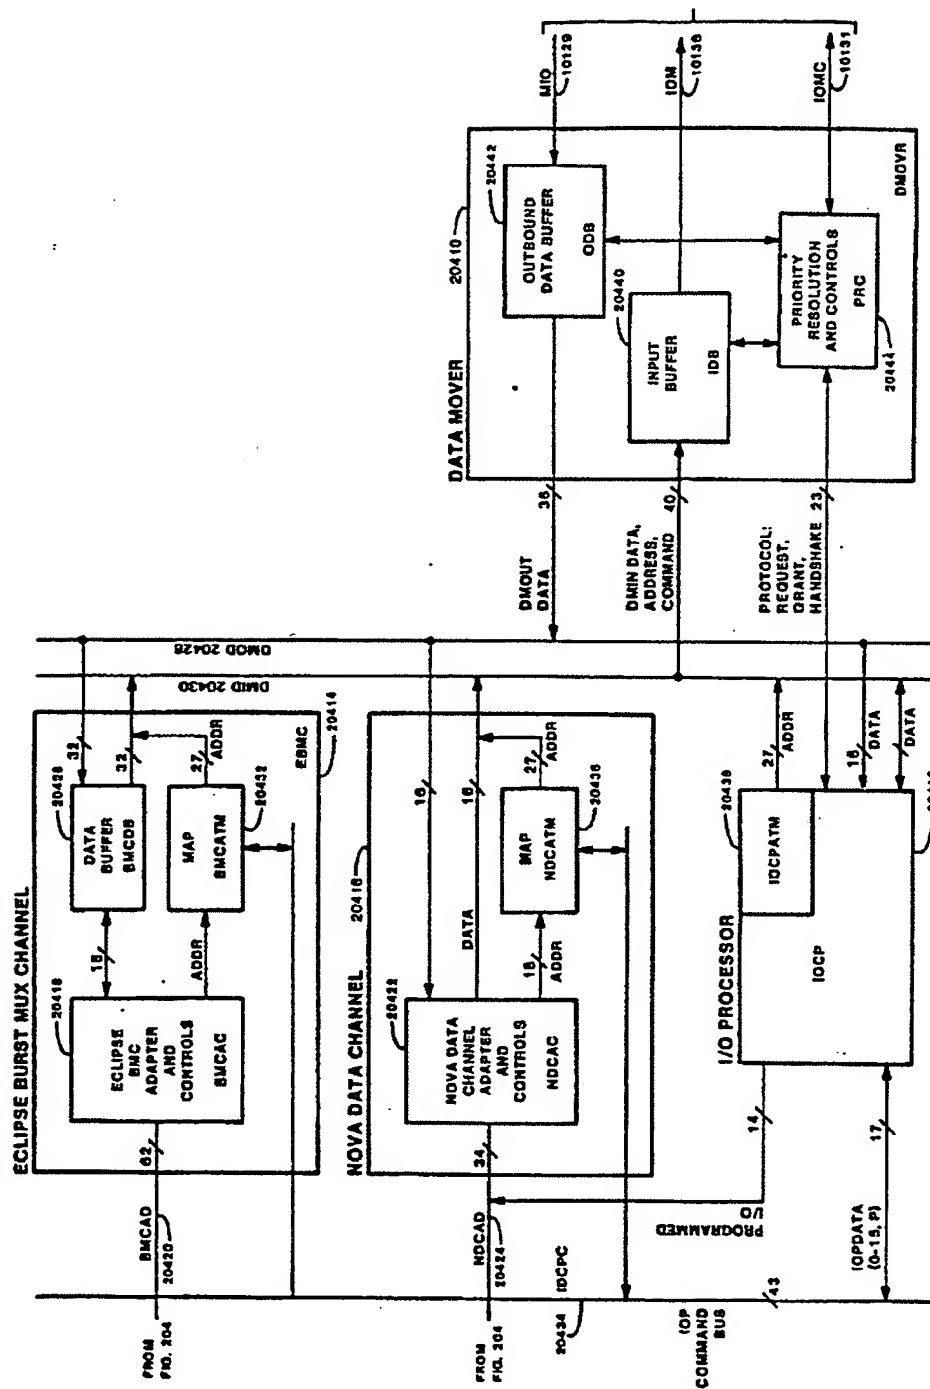 ECLIPSE BURST MUX CHANNEL
20418
ECLIPSE
BMC
ADAPTER
AND
CONTROLS
BMCAC
62
BMCAD
20420
FROM
FIG. 204
16
ADDR
20428
DATA
BUFFER
BMCDB
MAP
BMCATM
20432
32
32
27
ADDR
EBMC
20414
DMID 20430
DMOD 20426
NOVA DATA CHANNEL
20416
20422
NOVA DATA
CHANNEL
ADAPTER
AND
CONTROLS
NDCAC
34
NDCAD
20424
FROM
FIG. 204
16
16
DATA
16
ADDR
MAP
NDCATM
20436
27
ADDR
IOCPC
20434
IOP
COMMAND
BUS
43
PROGRAMMED
I/O
14
IOPDATA
(0-15, P)
17
I/O PROCESSOR
20438
IOCPATM
IOCP
27
ADDR
16
DATA
DATA
DATA MOVER
20410
DMOUT
DATA
36
DMIN DATA,
ADDRESS,
COMMAND
40
PROTOCOL:
REQUEST,
GRANT,
HANDSHAKE
23
20442
OUTBOUND
DATA BUFFER
ODB
20440
INPUT
BUFFER
IDB
PRIORITY
RESOLUTION
AND CONTROLS
PRC
20444
DMOVR
MIO
10129
IOM
10136
IOMC
10131